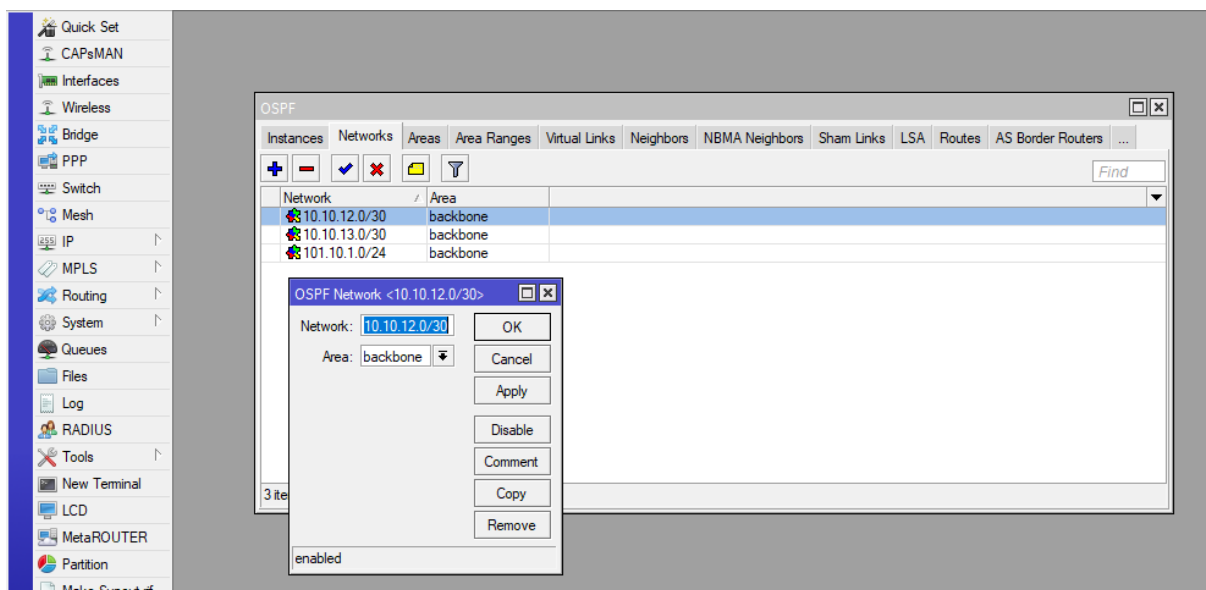 Quick Set
CAPsMAN
Interfaces
Wireless
Bridge
PPP
Switch
Mesh
255 IP
MPLS
Routing
System
Queues
Files
Log
RADIUS
Tools
New Terminal
LCD
MetaROUTER
Partition
OSPF
Instances Networks Areas Area Ranges Virtual Links Neighbors NBMA Neighbors Sham Links LSA Routes AS Border Routers ...
Find
Network / Area
10.10.12.0/30 backbone
10.10.13.0/30 backbone
101.10.1.0/24 backbone
3 ite
OSPF Network <10.10.12.0/30>
Network: 10.10.12.0/30 OK
Area: backbone Cancel
Apply
Disable
Comment
Copy
Remove
enabled